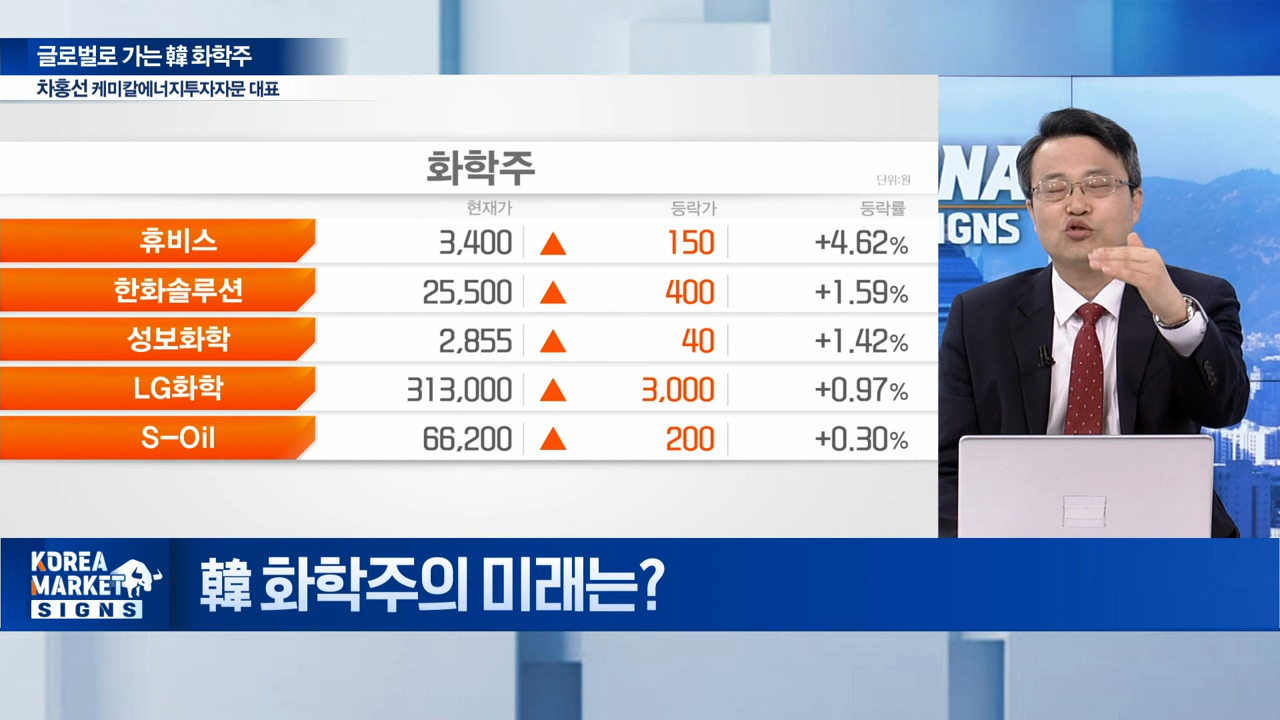 글로벌로 가는 韓 화학주
차홍선 케미칼에너지투자자문 대표
화학주
단위:원
현재가 등락가 등락률
휴비스 3,400 ▲ 150 +4.62%
한화솔루션 25,500 ▲ 400 +1.59%
성보화학 2,855 ▲ 40 +1.42%
LG화학 313,000 ▲ 3,000 +0.97%
S-Oil 66,200 ▲ 200 +0.30%
NA
IGNS
KOREA
MARKET
SIGNS
韓 화학주의 미래는?